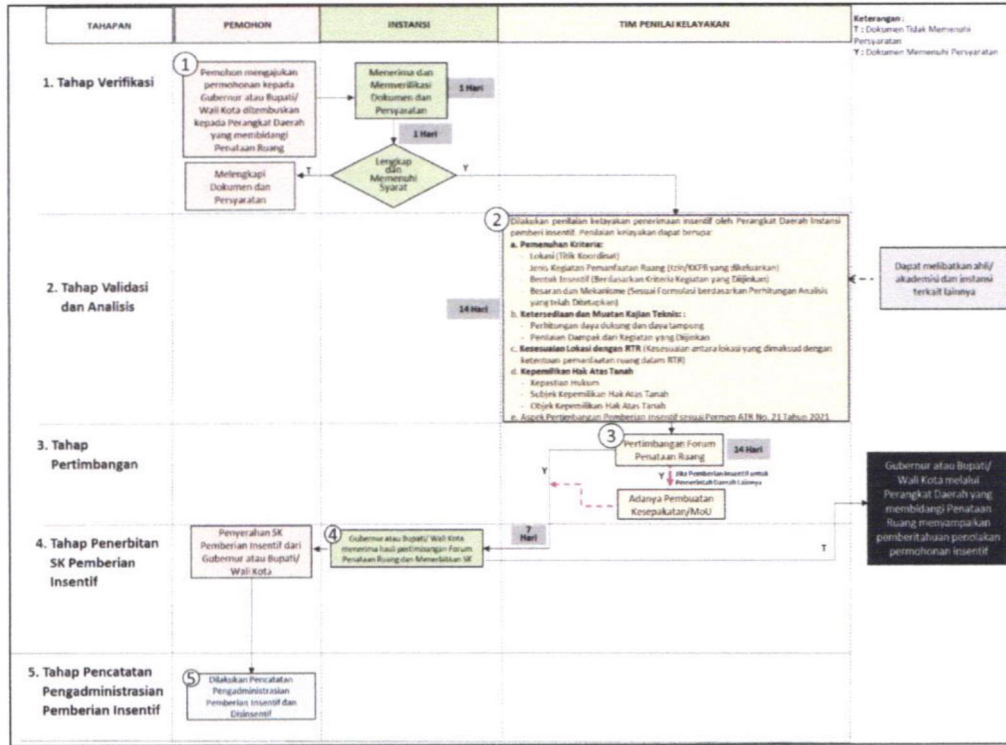 TAHAPAN
PEMOHON
INSTANSI
TIM PENILAI KELAYAKAN
Keterangan :
T : Dokumen Tidak Memenuhi
Persyaratan
Y : Dokumen Memenuhi Persyaratan
1. Tahap Verifikasi
1
Pemohon mengajukan
permohonan kepada
Gubernur atau Bupati/
Wali Kota ditembuskan
kepada Perangkat Daerah
yang membidangi
Penataan Ruang
Menerima dan
Memverifikasi
Dokumen dan
Persyaratan
1 Hari
1 Hari
Lengkap
dan
Memenuhi
Syarat
T
Y
Melengkapi
Dokumen dan
Persyaratan
2. Tahap Validasi
dan Analisis
14 Hari
2
Dilakukan penilaian kelayakan penerimaan insentif oleh Perangkat Daerah Instansi
pemberi insentif. Penilaian kelayakan dapat berupa:
a. Pemenuhan Kriteria:
- Lokasi (Titik Koordinat)
- Jenis Kegiatan Pemanfaatan Ruang (Izin/KKPR yang dikeluarkan)
- Bentuk Insentif (Berdasarkan Kriteria Kegiatan yang Diijinkan)
- Besaran dan Mekanisme (Sesuai Formulasi berdasarkan Perhitungan Analisis
yang telah Ditetapkan)
b. Ketersediaan dan Muatan Kajian Teknis: :
- Perhitungan daya dukung dan daya tampung
- Penilaian Dampak dari Kegiatan yang Diijinkan
c. Kesesuaian Lokasi dengan RTR (Kesesuaian antara lokasi yang dimaksud dengan
ketentuan pemanfaatan ruang dalam RTR)
d. Kepemilikan Hak Atas Tanah
- Kepastian Hukum
- Subjek Kepemilikan Hak Atas Tanah
- Objek Kepemilikan Hak Atas Tanah
e. Aspek Pertimbangan Pemberian Insentif sesuai Permen ATR No. 21 Tahun 2021
Dapat melibatkan ahli/
akademisi dan instansi
terkait lainnya
3. Tahap
Pertimbangan
3
Pertimbangan Forum
Penataan Ruang
14 Hari
Y
Y
Jika Pemberian Insentif untuk
Pemerintah Daerah Lainnya
Adanya Pembuatan
Kesepakatan/MoU
Gubernur atau Bupati/
Wali Kota melalui
Perangkat Daerah yang
membidangi Penataan
Ruang menyampaikan
pemberitahuan penolakan
permohonan insentif
4. Tahap Penerbitan
SK Pemberian
Insentif
Penyerahan SK
Pemberian Insentif dari
Gubernur atau Bupati/
Wali Kota
4
Gubernur atau Bupati/ Wali Kota
menerima hasil pertimbangan Forum
Penataan Ruang dan Menerbitkan SK
7
Hari
T
5. Tahap Pencatatan
Pengadministrasian
Pemberian Insentif
5
Dilakukan Pencatatan
Pengadministrasian
Pemberian Insentif dan
Disinsentif